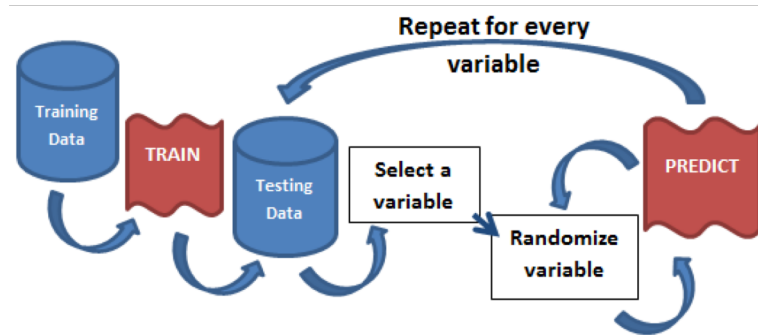 Repeat for every
variable
Training
Data
TRAIN
Testing
Data
Select a
variable
Randomize
variable
PREDICT